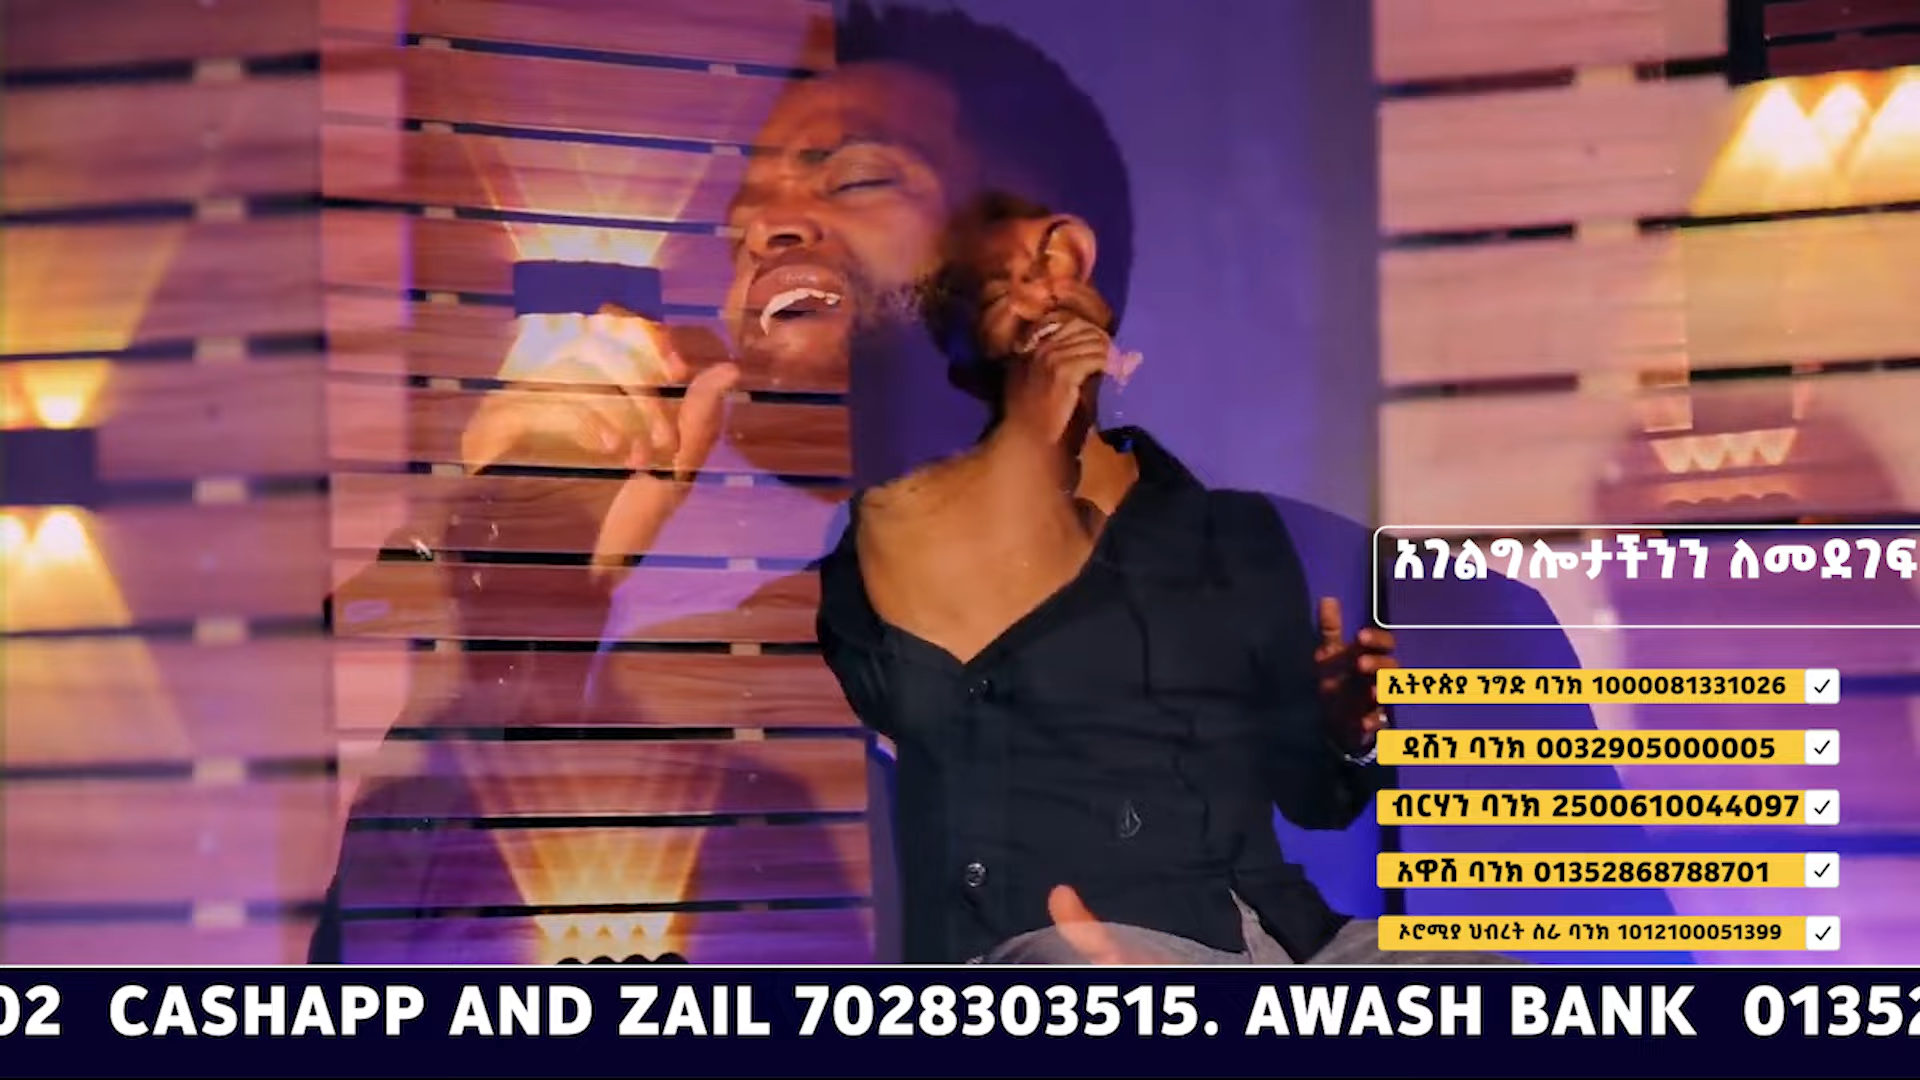 አገልግሎታችንን ለመደገፍ
ኢትዮጵያ ንግድ ባንክ 1000081331026
ዳሽን ባንክ 0032905000005
ብርሃን ባንክ 2500610044097
አዋሽ ባንክ 01352868788701
ኦሮሚያ ህብረት ስራ ባንክ 1012100051399
02 CASHAPP AND ZAIL 7028303515. AWASH BANK 01352